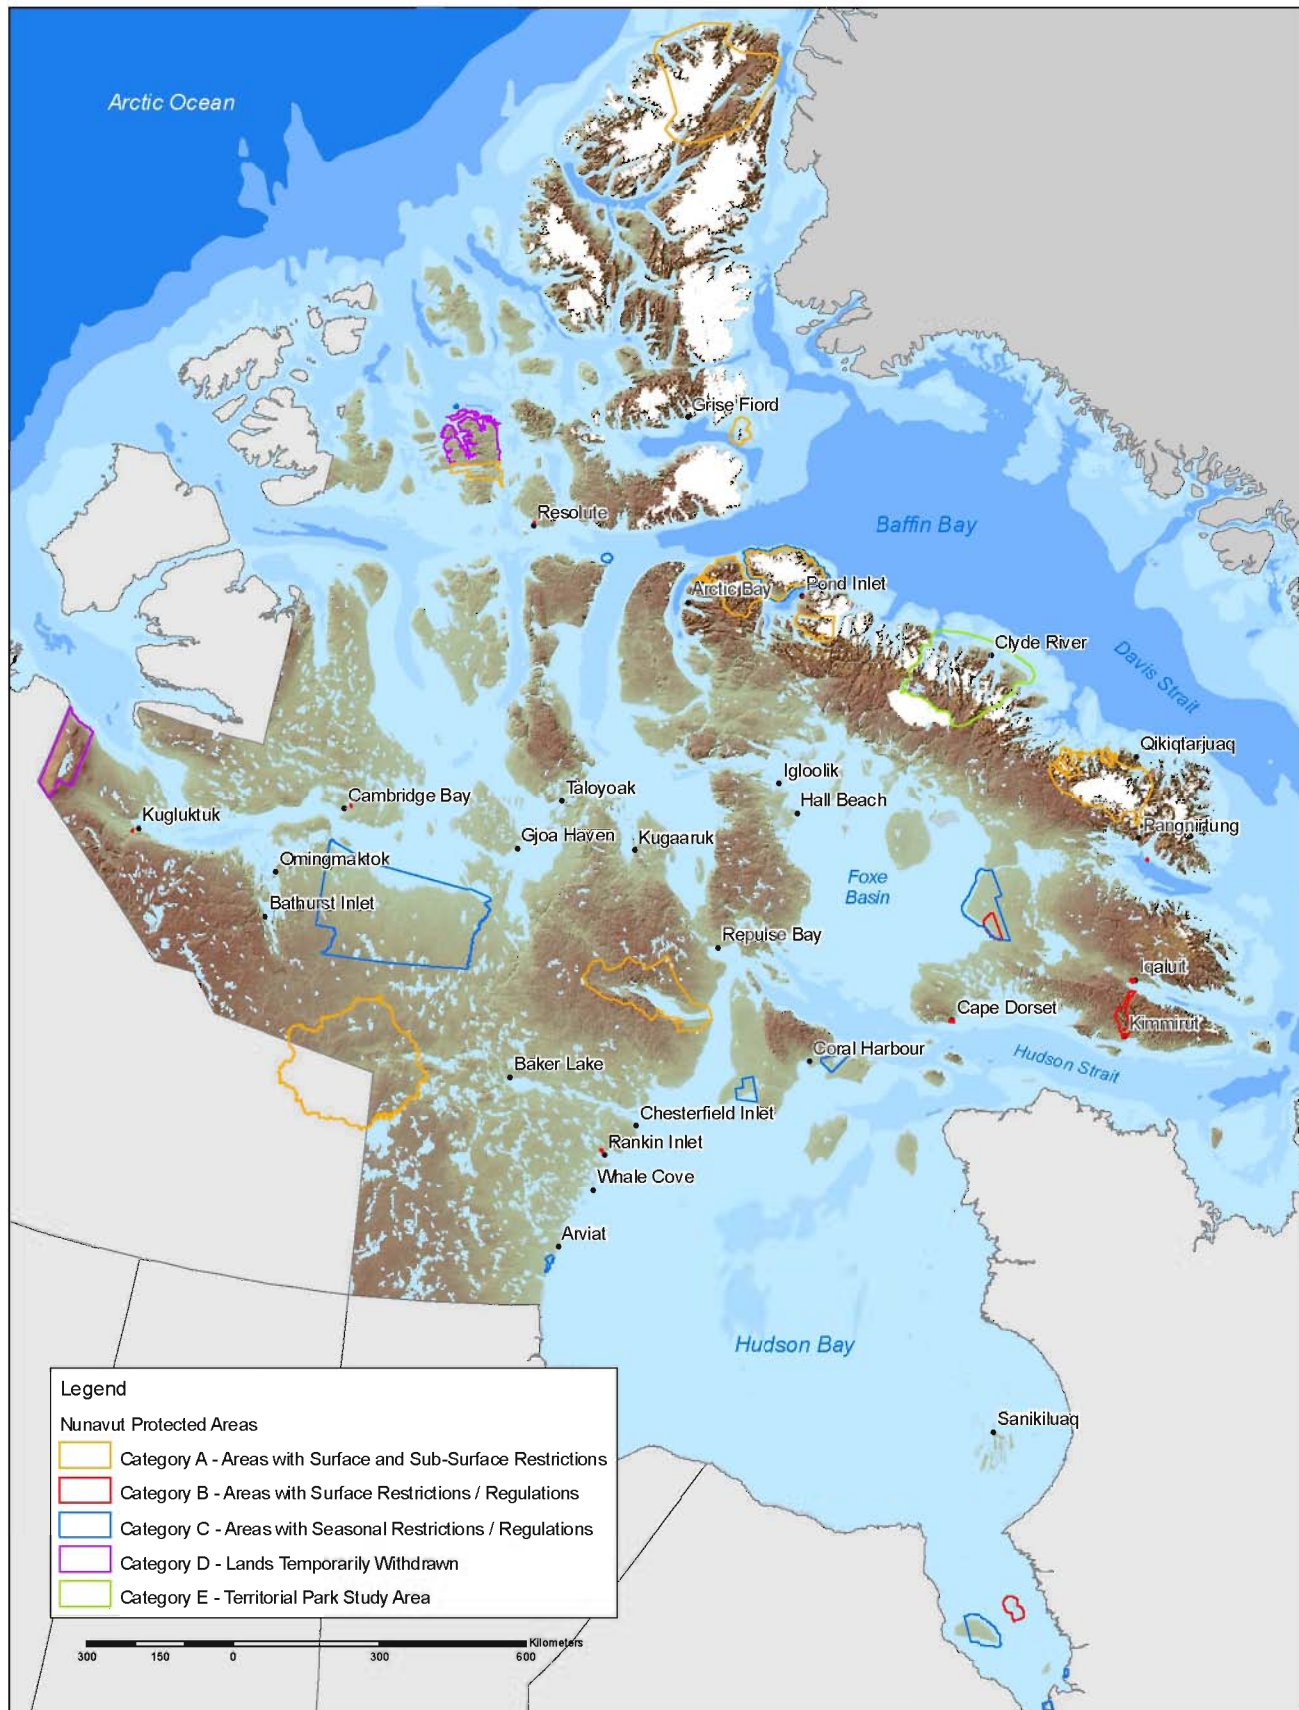 Arctic Ocean
Grise Fiord
Resolute
Baffin Bay
Arctic Bay
Pond Inlet
Clyde River
Davis Strait
Qikiqtarjuaq
Igloolik
Taloyoak
Cambridge Bay
Hall Beach
Kugluktuk
Pangnirtung
Gjoa Haven
Kugaaruk
Omingmaktok
Foxe
Basin
Bathurst Inlet
Repulse Bay
Iqaluit
Cape Dorset
Kimmirut
Coral Harbour
Hudson Strait
Baker Lake
Chesterfield Inlet
Rankin Inlet
Whale Cove
Arviat
Hudson Bay
Sanikiluaq
Legend
Nunavut Protected Areas
Category A - Areas with Surface and Sub-Surface Restrictions
Category B - Areas with Surface Restrictions / Regulations
Category C - Areas with Seasonal Restrictions / Regulations
Category D - Lands Temporarily Withdrawn
Category E - Territorial Park Study Area
Kilometers
300 150 0 300 600